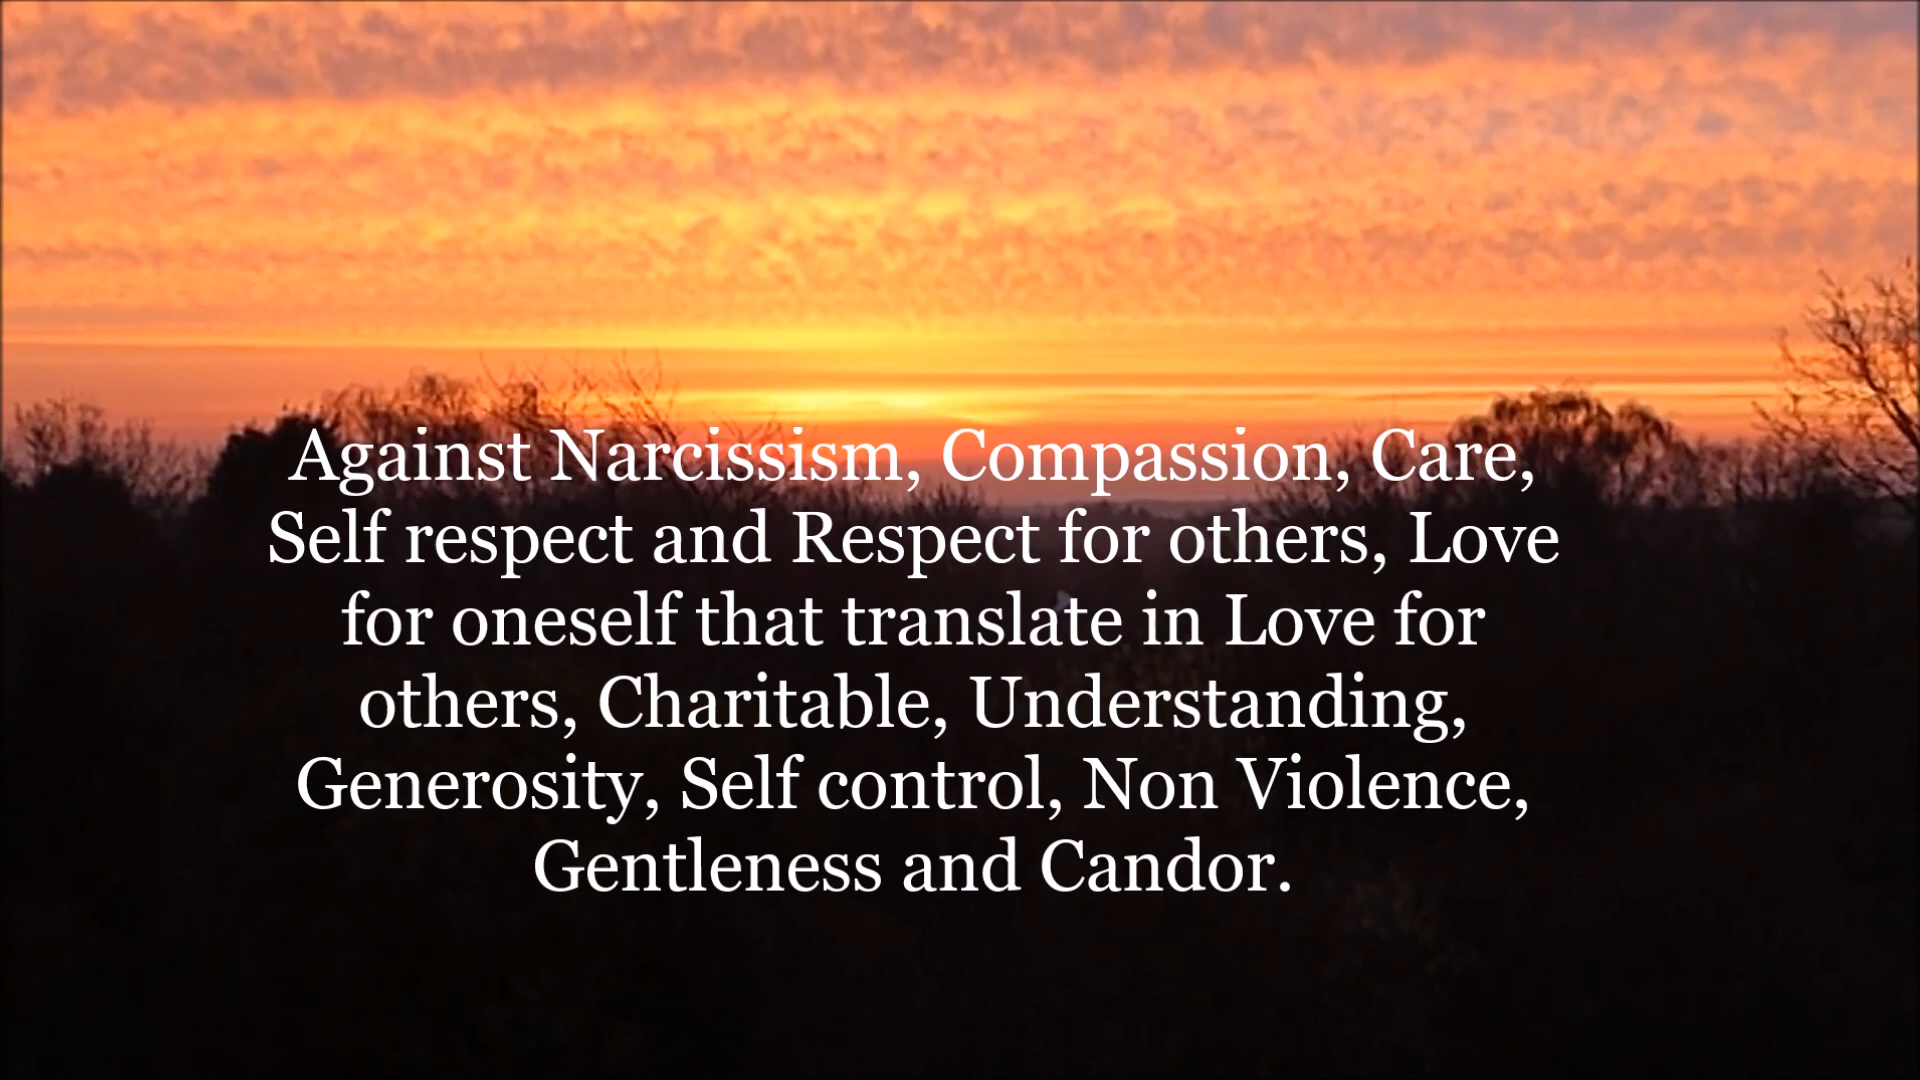 Against Narcissism, Compassion, Care,
Self respect and Respect for others, Love
for oneself that translate in Love for
others, Charitable, Understanding,
Generosity, Self control, Non Violence,
Gentleness and Candor.